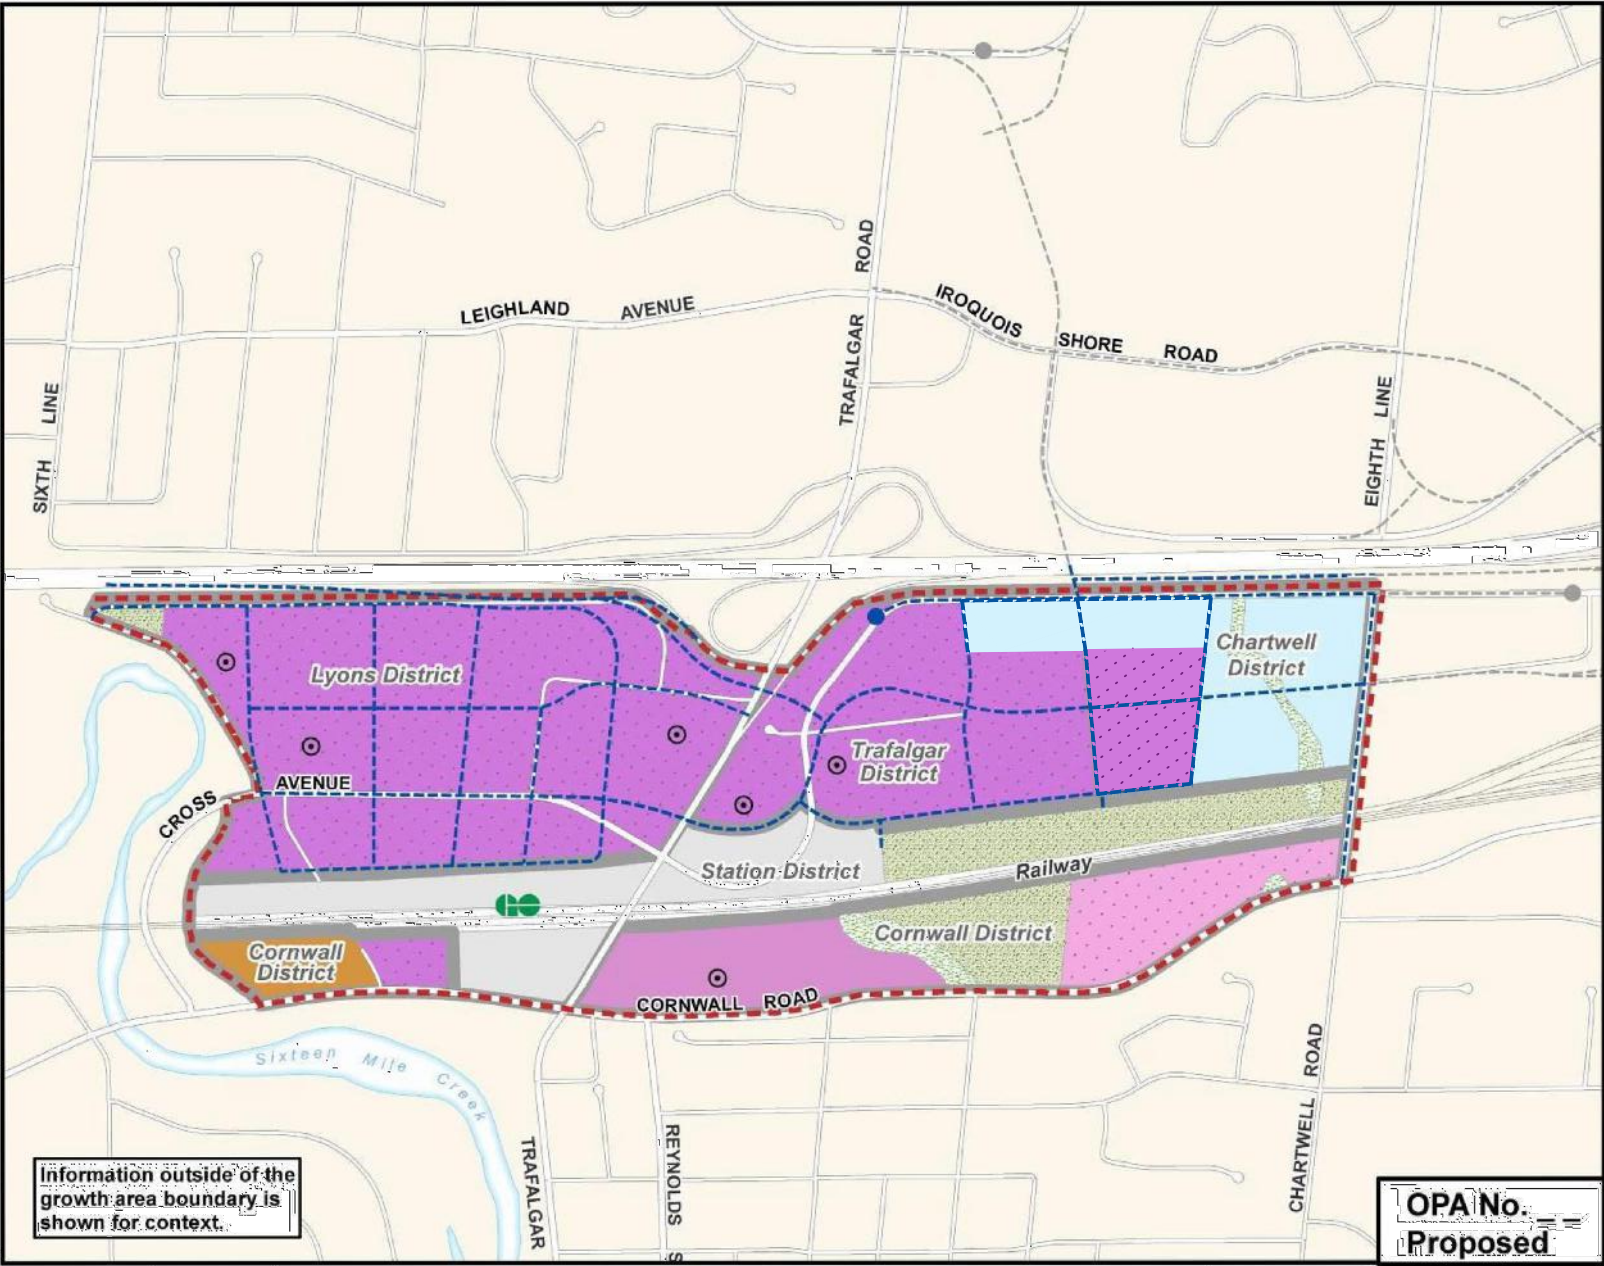 ROAD
IROQUOIS
LEIGHLAND AVENUE
SHORE ROAD
TRAFALGAR
SIXTH LINE
EIGHTH LINE
Lyons District
Chartwell
District
Trafalgar
District
AVENUE
CROSS
Station District
Railway
GO
Cornwall District
Cornwall
District
CORNWALL ROAD
Sixteen Mile Creek
TRAFALGAR
REYNOLDS S
CHARTWELL ROAD
Information outside of the
growth area boundary is
shown for context.
OPA No. _ _
Proposed